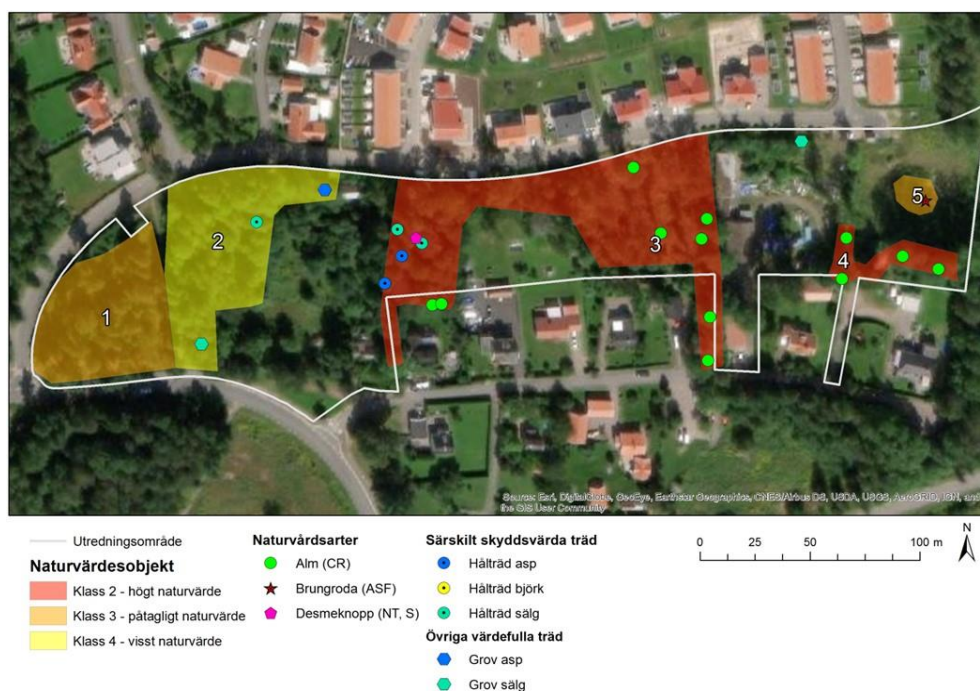 1
2
3
4
5
Source: Esri, DigitalGlobe, GeoEye, Earthstar Geographics, CNES/Airbus DS, USDA, USGS, AeroGRID, IGN, and
the GIS User Community
Utredningsområde
Naturvärdesobjekt
Klass 2 - högt naturvärde
Klass 3 - påtagligt naturvärde
Klass 4 - visst naturvärde
Naturvårdsarter
Alm (CR)
Brungroda (ASF)
Desmeknopp (NT, S)
Särskilt skyddsvärda träd
Hålträd asp
Hålträd björk
Hålträd sälg
Övriga värdefulla träd
Grov asp
Grov sälg
0 25 50 100 m
N